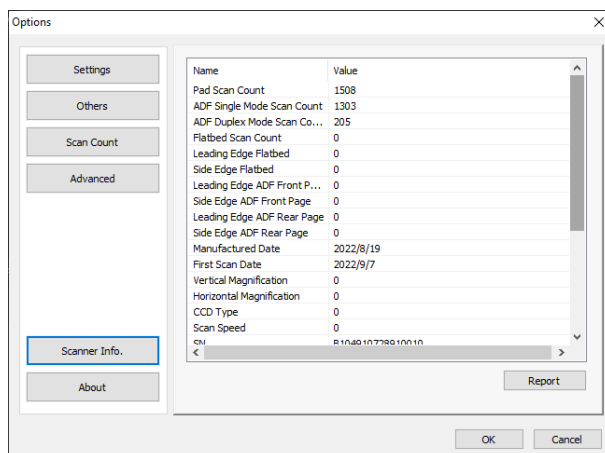 Options
Settings
Others
Scan Count
Advanced
Scanner Info.
About
Name Value
Pad Scan Count 1508
ADF Single Mode Scan Count 1303
ADF Duplex Mode Scan Co... 205
Flatbed Scan Count 0
Leading Edge Flatbed 0
Side Edge Flatbed 0
Leading Edge ADF Front P... 0
Side Edge ADF Front Page 0
Leading Edge ADF Rear Page 0
Side Edge ADF Rear Page 0
Manufactured Date 2022/8/19
First Scan Date 2022/9/7
Vertical Magnification 0
Horizontal Magnification 0
CCD Type 0
Scan Speed 0
SN B104910728910010
Report
OK Cancel